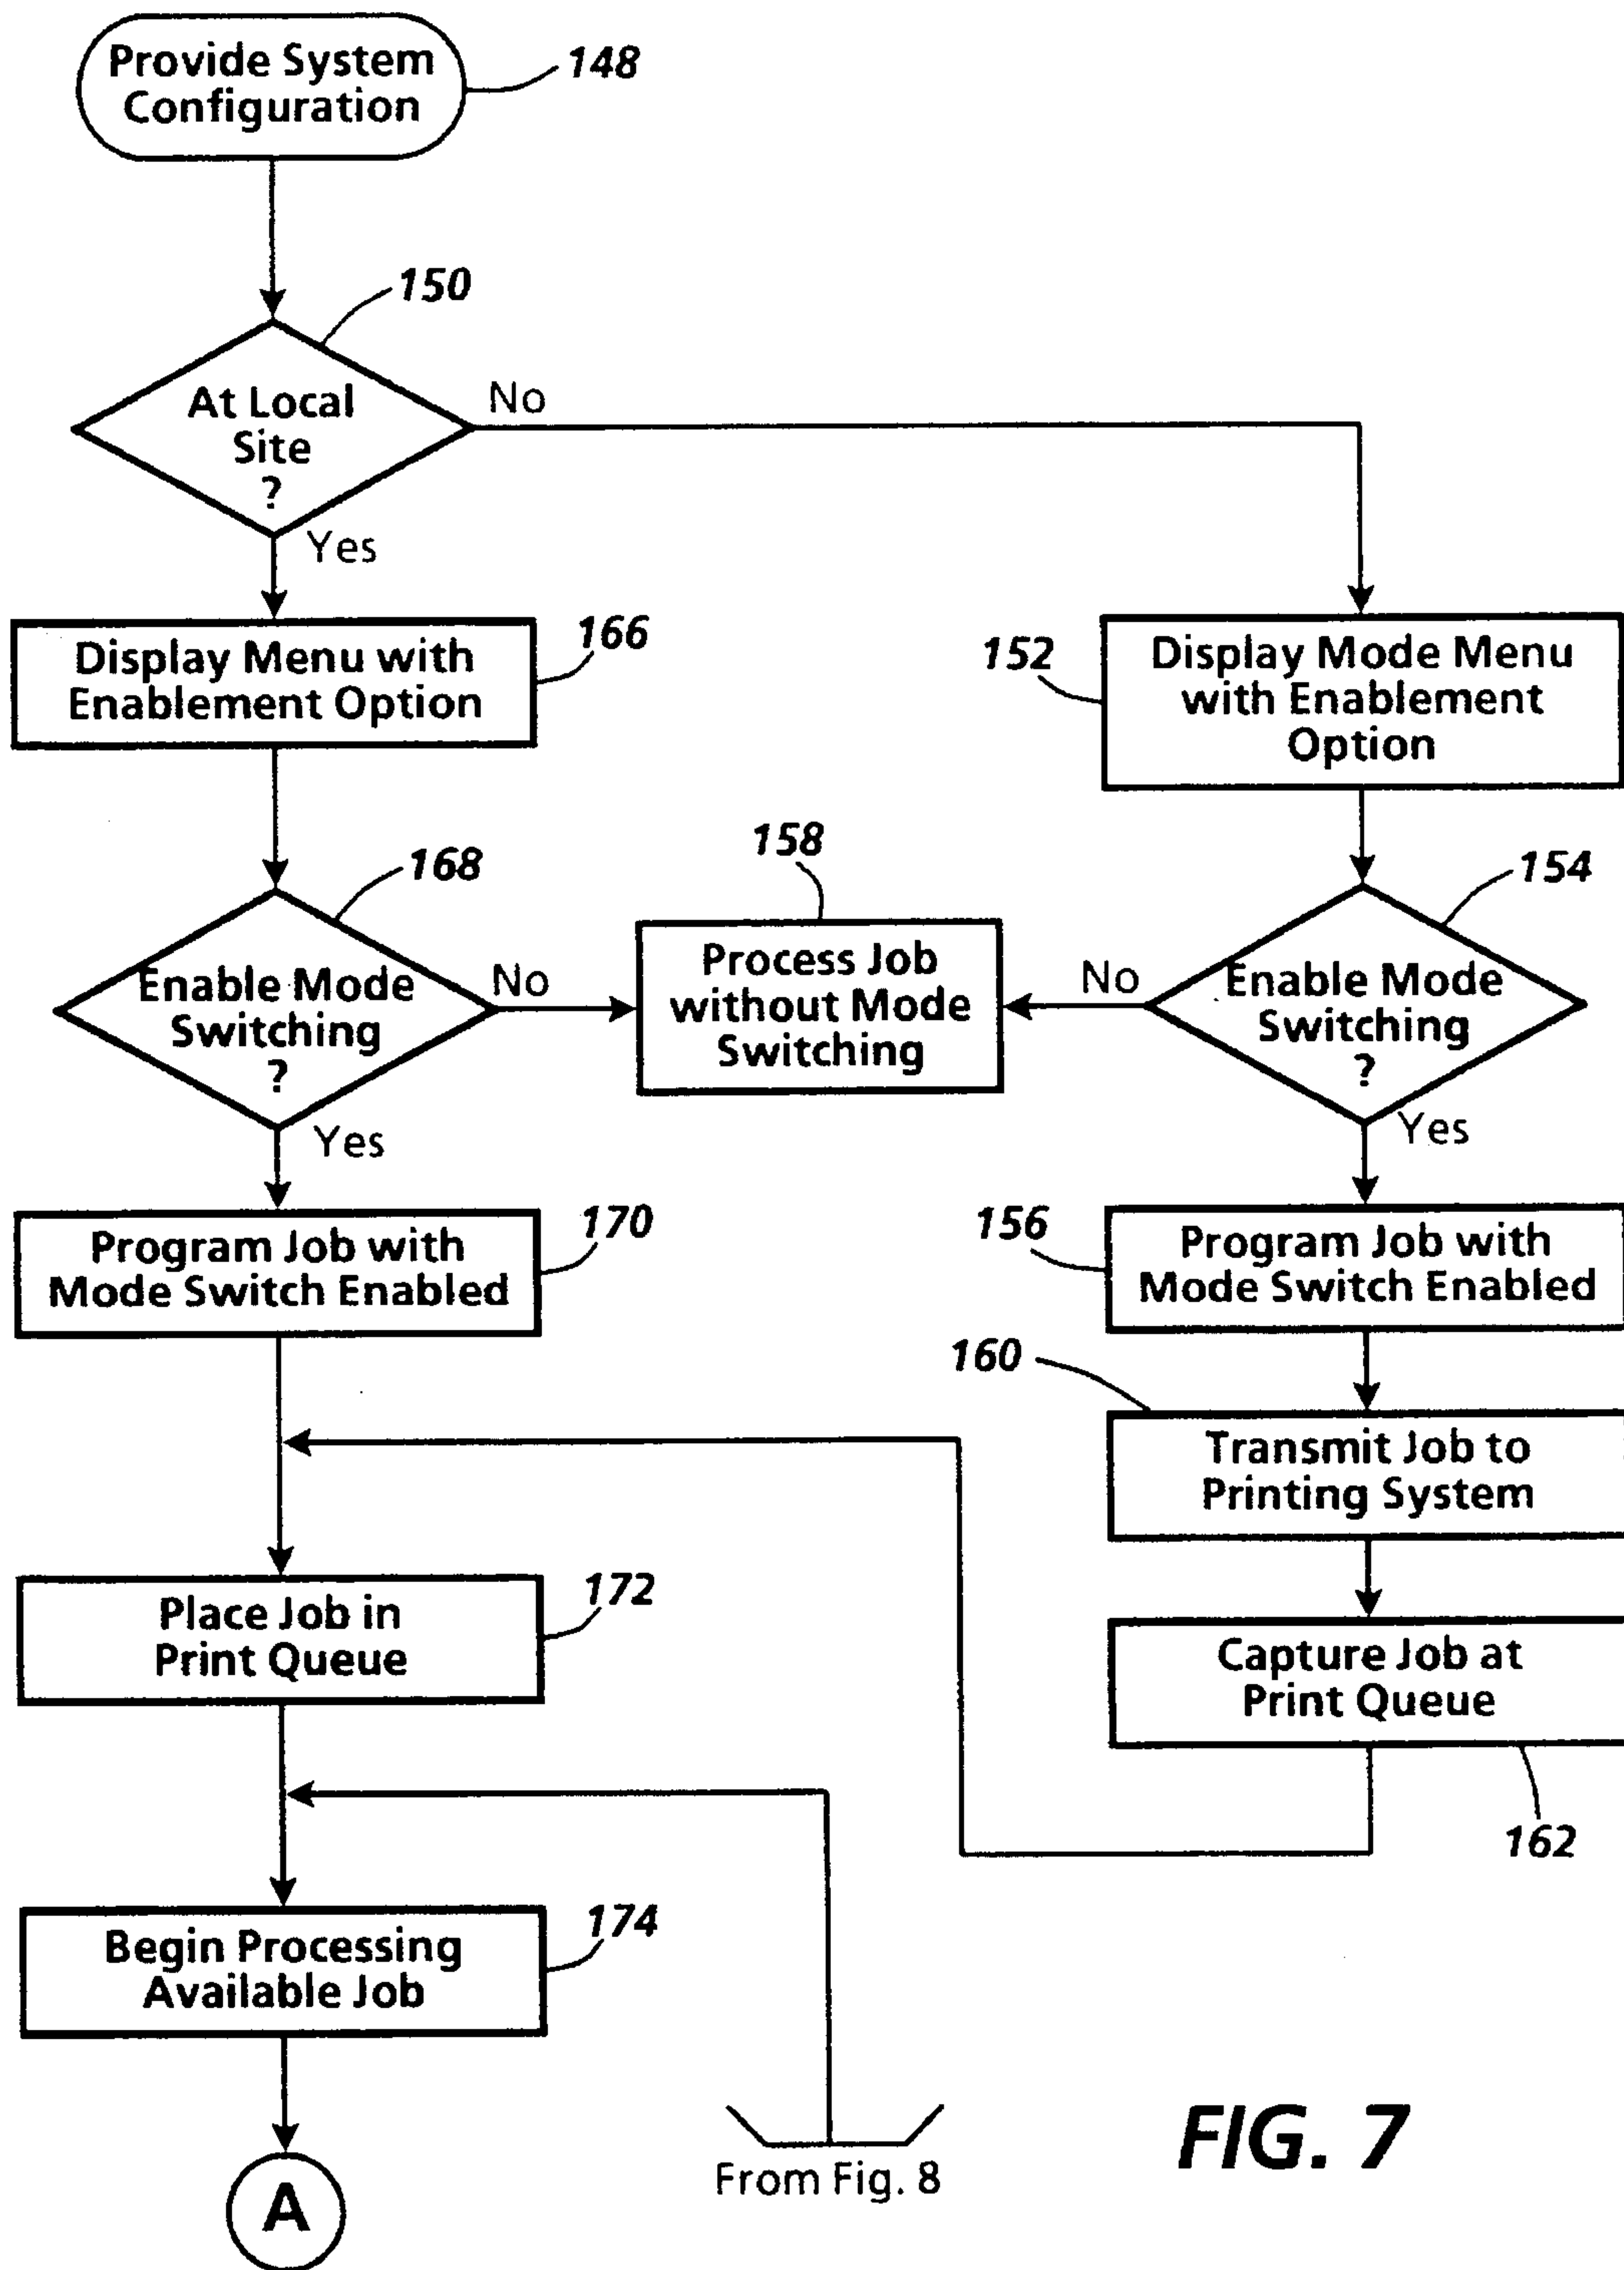 Provide System
Configuration
148
150
At Local
Site
?
No
Yes
Display Menu with
Enablement Option
166
152
Display Mode Menu
with Enablement
Option
168
Enable Mode
Switching
?
No
Yes
158
Process Job
without Mode
Switching
154
Enable Mode
Switching
?
No
Yes
Program Job with
Mode Switch Enabled
170
156
Program Job with
Mode Switch Enabled
160
Transmit Job to
Printing System
Place Job in
Print Queue
172
Capture Job at
Print Queue
162
Begin Processing
Available Job
174
A
From Fig. 8
FIG. 7